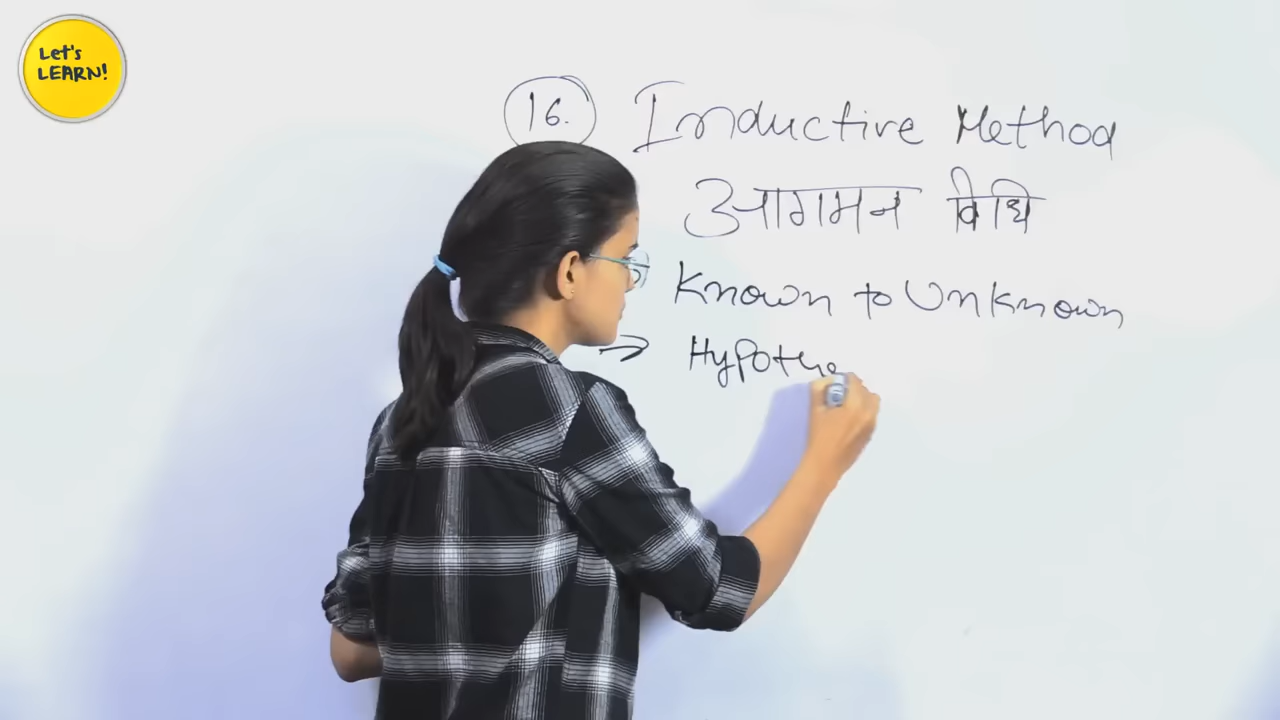 Let's
LEARN!
16. Inductive Method
आगमन विधि
Known to Unknown
→ Hypothe